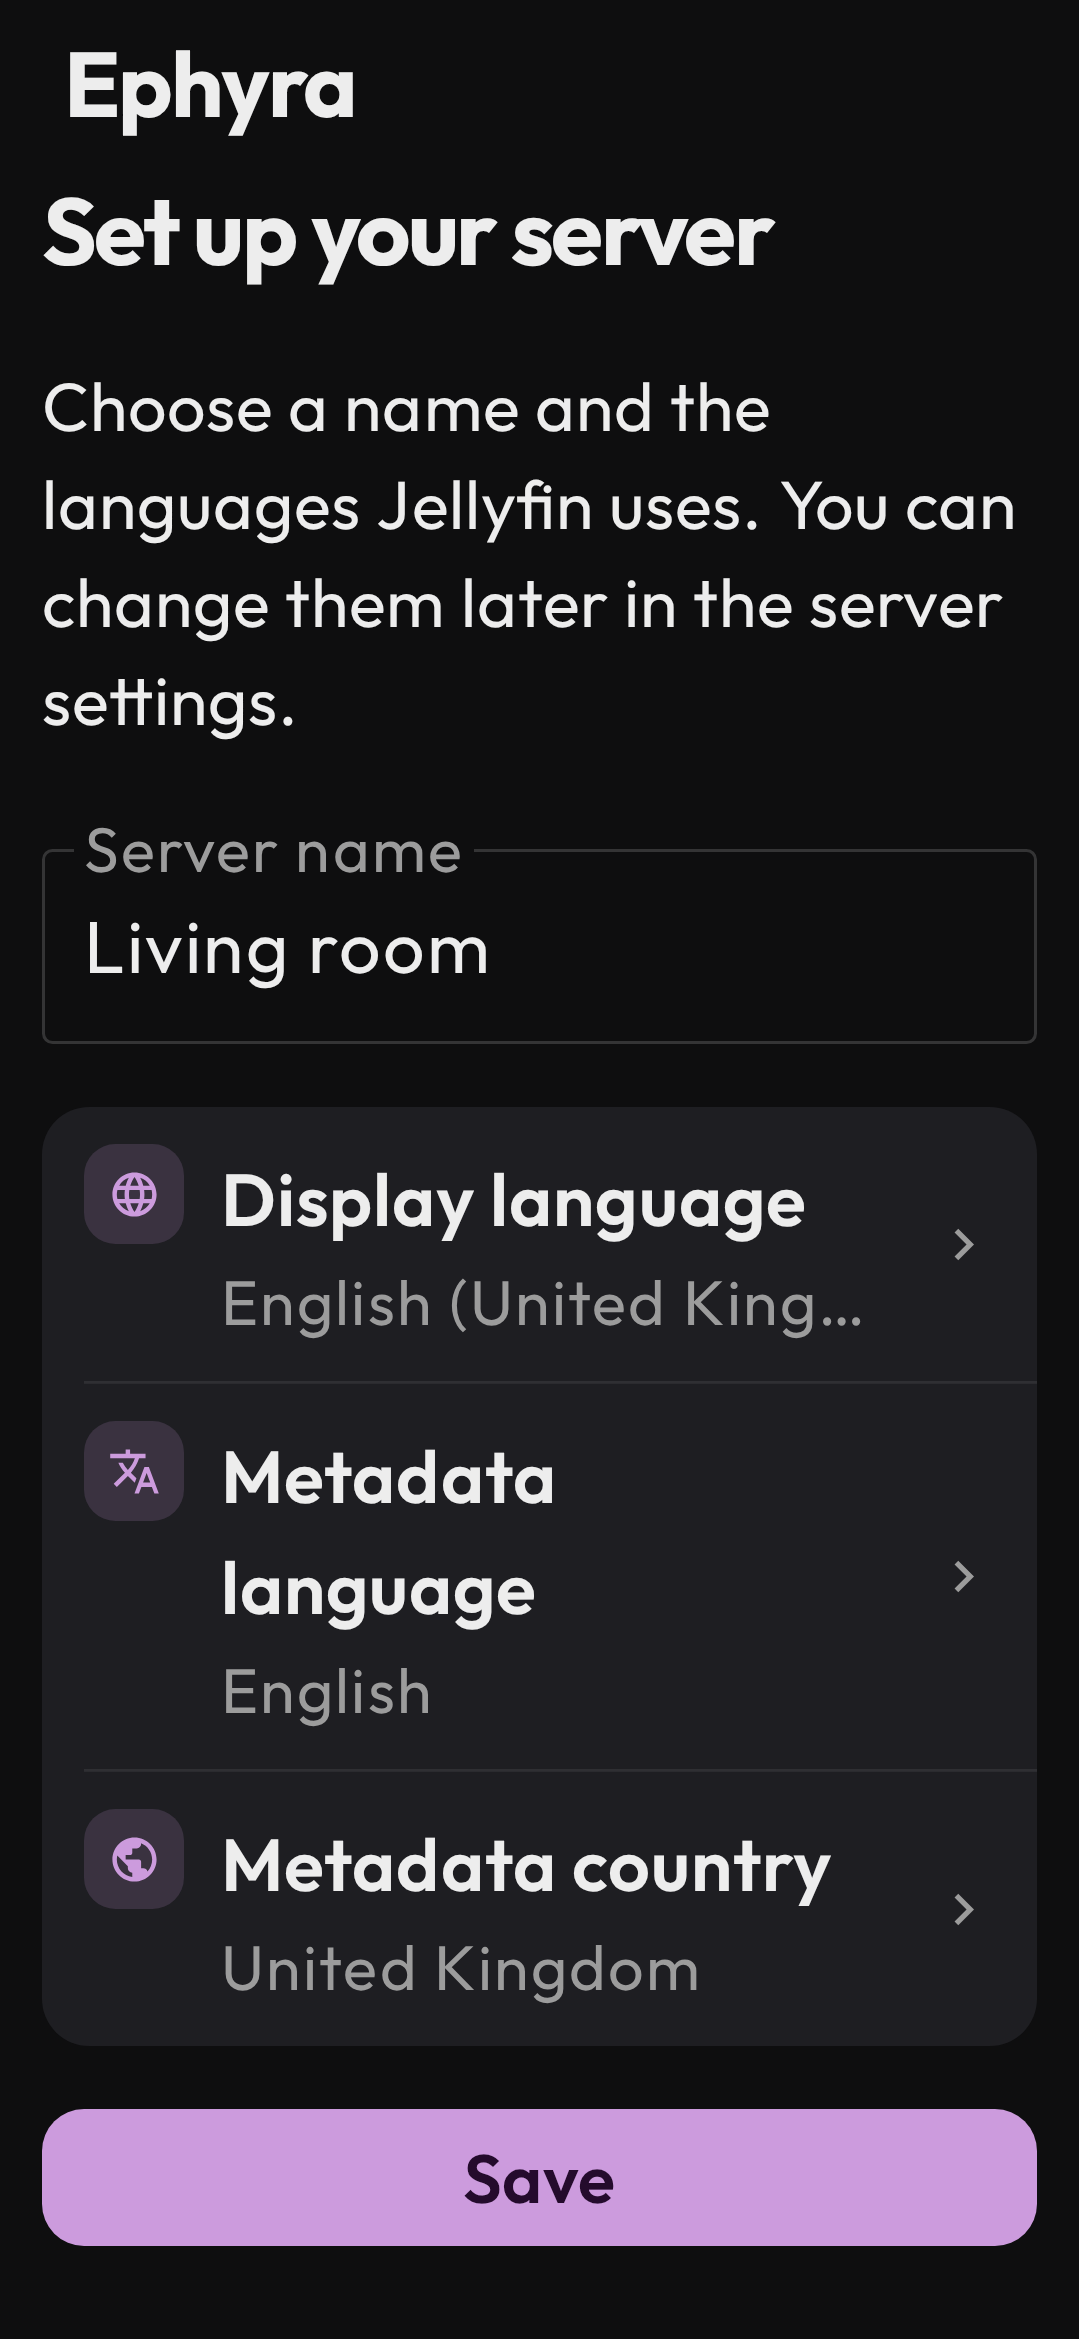 Ephyra
Set up your server
Choose a name and the
languages Jellyfin uses. You can
change them later in the server
settings.
Server name
Living room
Display language
English (United King…
Metadata
language
English
Metadata country
United Kingdom
Save